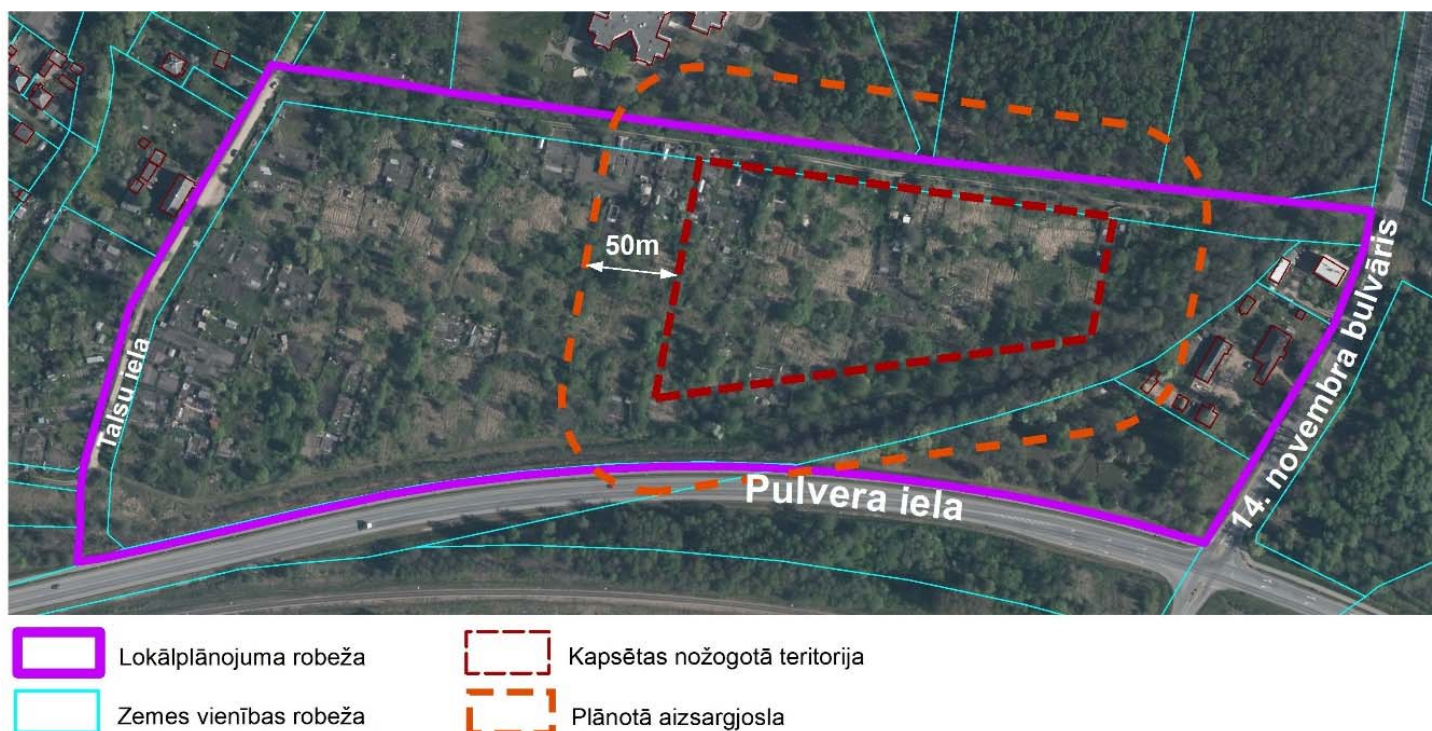 50m
Talsu iela
Pulvera iela
14. novembra bulvāris
Lokālplānojuma robeža
Kapsētas nožogotā teritorija
Zemes vienības robeža
Plānotā aizsargjosla